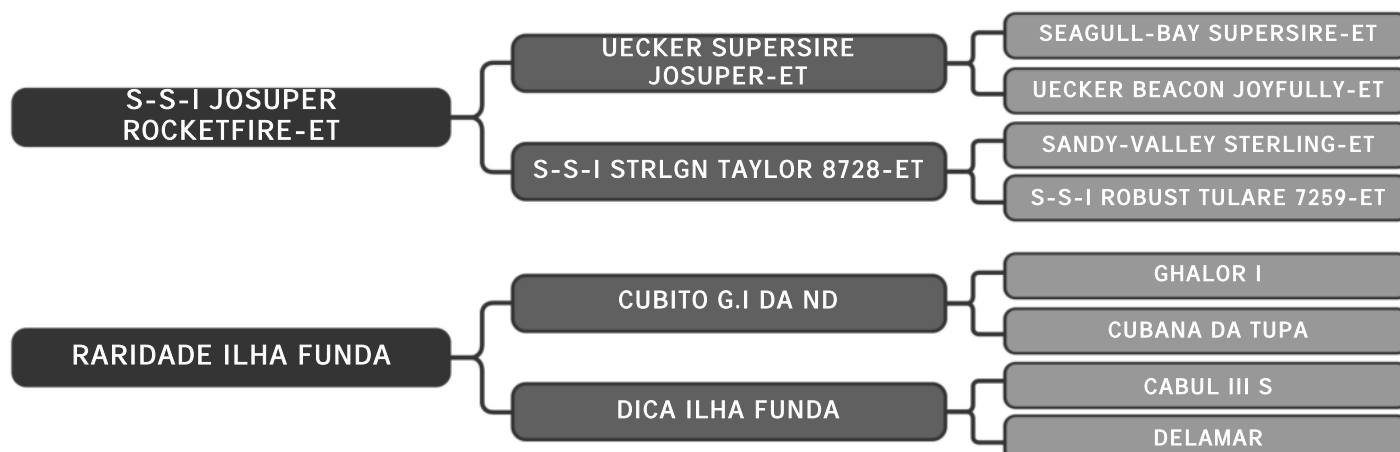 S-S-I JOSUPER
ROCKETFIRE-ET
UECKER SUPERSIRE
JOSUPER-ET
S-S-I STRLGN TAYLOR 8728-ET
SEAGULL-BAY SUPERSIRE-ET
UECKER BEACON JOYFULLY-ET
SANDY-VALLEY STERLING-ET
S-S-I ROBUST TULARE 7259-ET
RARIDADE ILHA FUNDA
CUBITO G.I DA ND
DICA ILHA FUNDA
GHALOR I
CUBANA DA TUPA
CABUL III S
DELAMAR